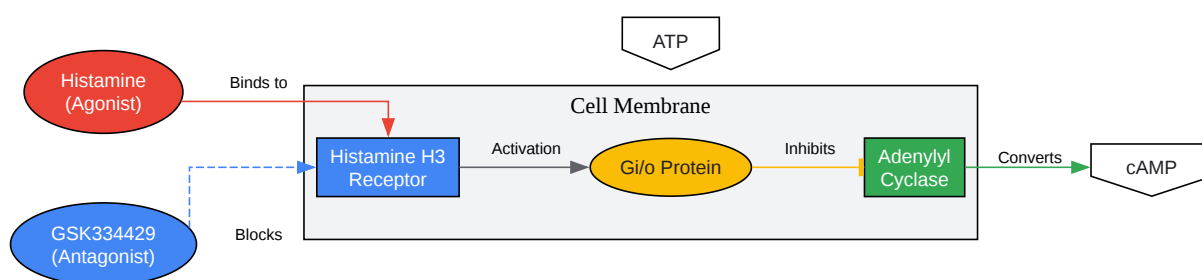 ATP
Histamine
(Agonist)
Binds to
Cell Membrane
Histamine H3
Receptor
Activation
Gi/o Protein
Inhibits
Adenylyl
Cyclase
Converts
cAMP
GSK334429
(Antagonist)
Blocks